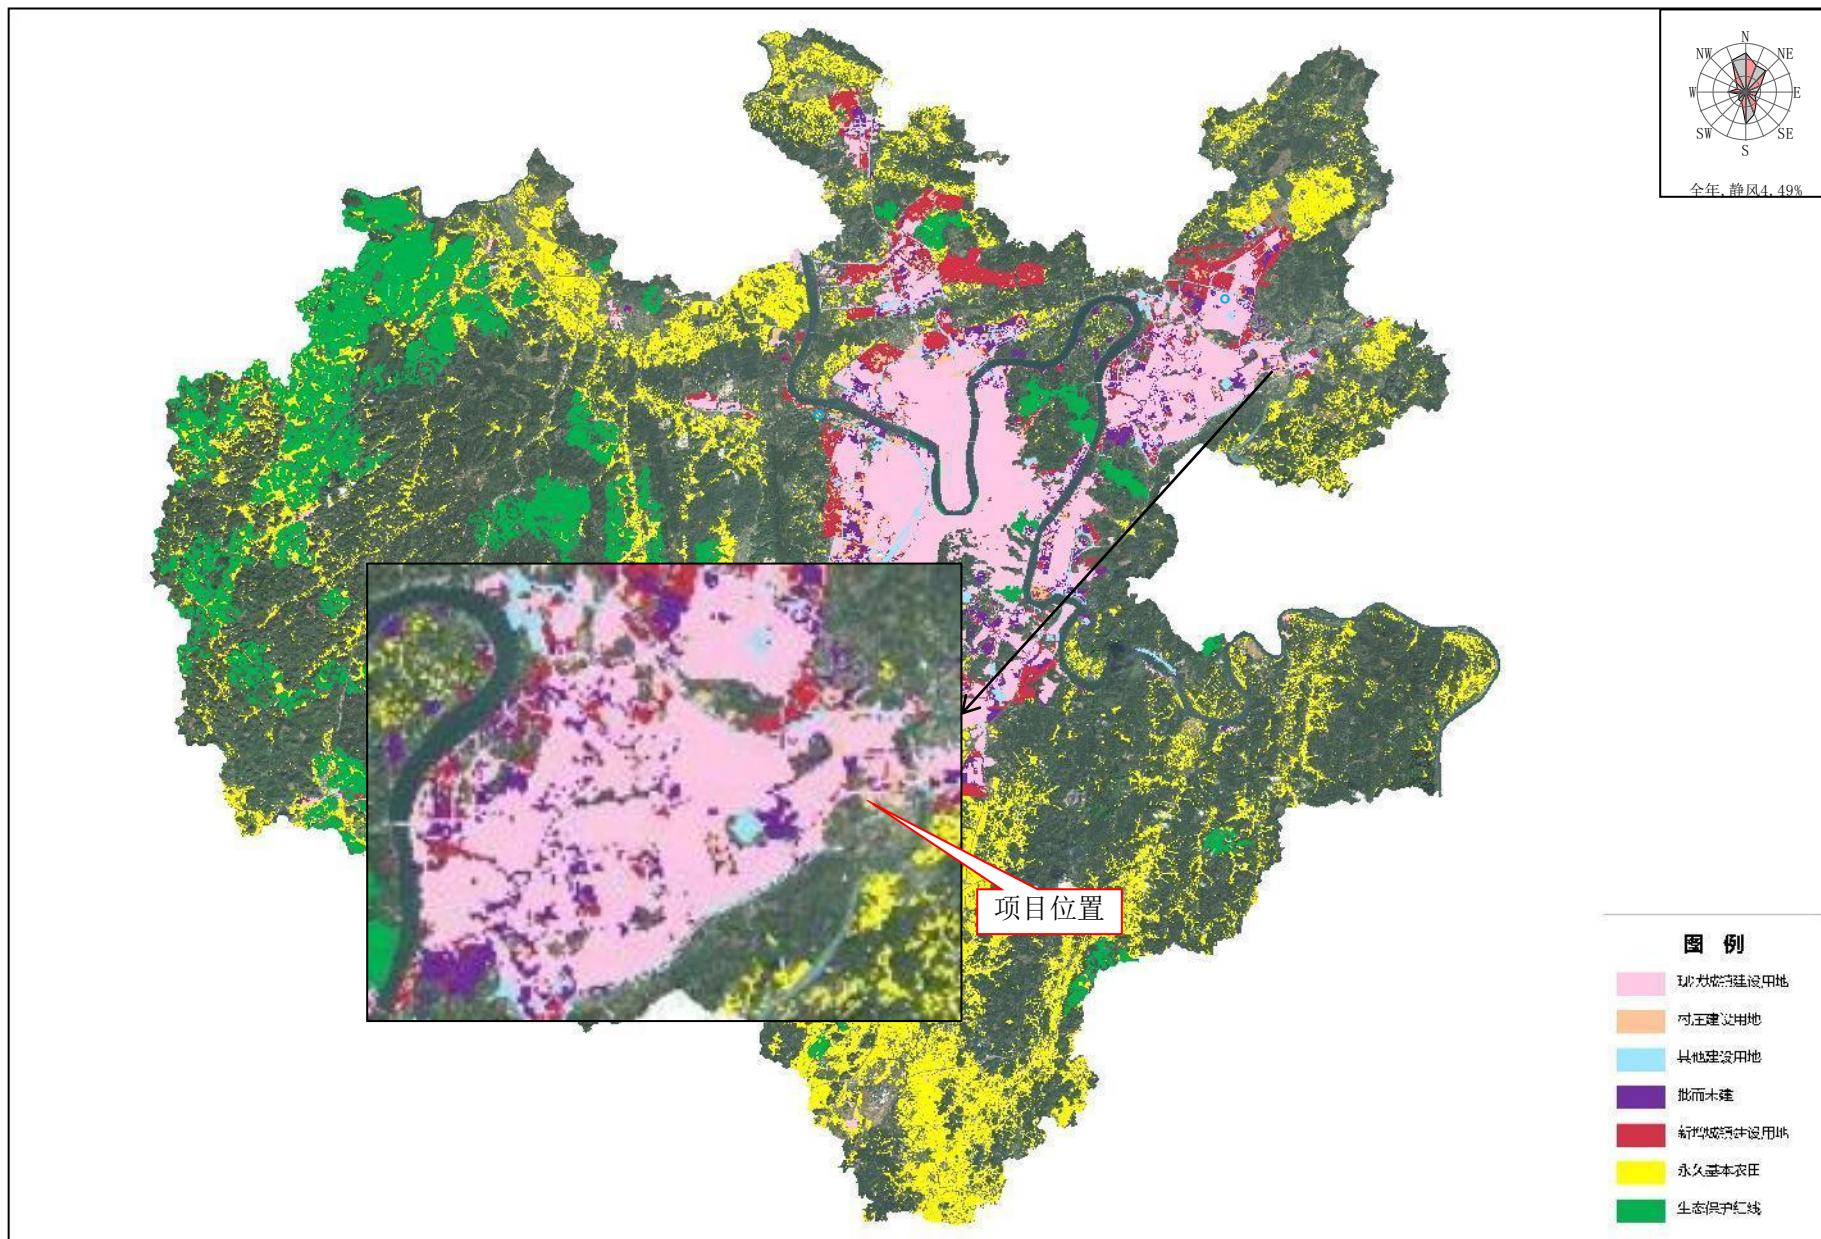 N
NW
NE
W
E
SW
SE
S
全年,静风4.49%
项目位置
图 例
现状城镇建设用地
村庄建设用地
其他建设用地
批而未建
新增城镇建设用地
永久基本农田
生态保护红线